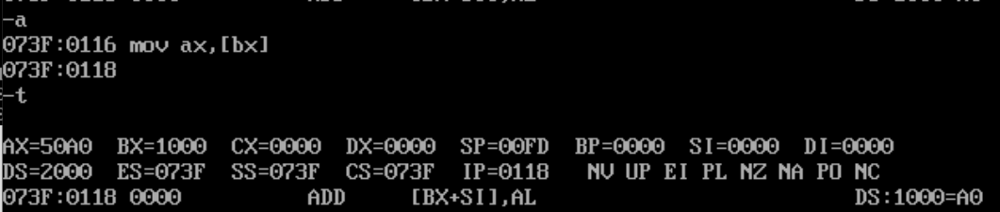 -a
073F:0116 mov ax,[bx]
073F:0118
-t
AX=50A0 BX=1000 CX=0000 DX=0000 SP=00FD BP=0000 SI=0000 DI=0000
DS=2000 ES=073F SS=073F CS=073F IP=0118 NV UP EI PL NZ NA PO NC
073F:0118 0000 ADD [BX+SI],AL DS:1000=A0